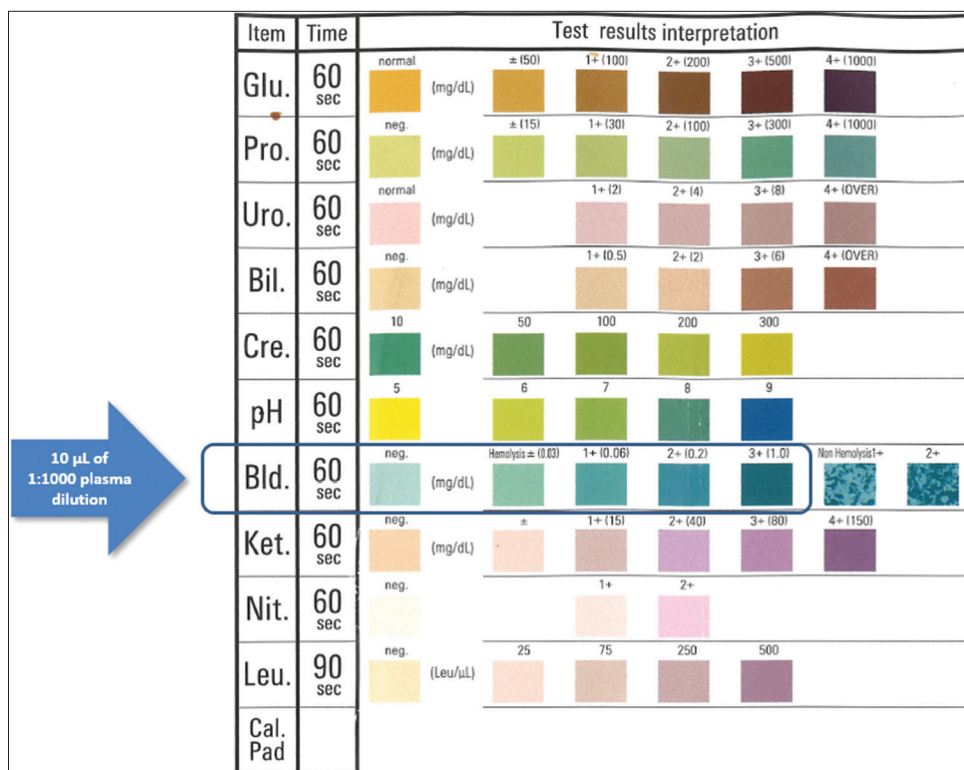 Item Time Test results interpretation
normal ± (50) 1+ (100) 2+ (200) 3+ (500) 4+ (1000)
Glu. 60 sec (mg/dL)
neg. ± (15) 1+ (30) 2+ (100) 3+ (300) 4+ (1000)
Pro. 60 sec (mg/dL)
normal 1+ (2) 2+ (4) 3+ (8) 4+ (OVER)
Uro. 60 sec (mg/dL)
neg. 1+ (0.5) 2+ (2) 3+ (6) 4+ (OVER)
Bil. 60 sec (mg/dL)
10 50 100 200 300
Cre. 60 sec (mg/dL)
5 6 7 8 9
pH 60 sec
10 µL of
1:1000 plasma
dilution
neg. Hemolysis ± (0.03) 1+ (0.06) 2+ (0.2) 3+ (1.0) Non Hemolysis1+ 2+
Bld. 60 sec (mg/dL)
neg. ± 1+ (15) 2+ (40) 3+ (80) 4+ (150)
Ket. 60 sec (mg/dL)
neg. 1+ 2+
Nit. 60 sec
neg. 25 75 250 500
Leu. 90 sec (Leu/µL)
Cal.
Pad